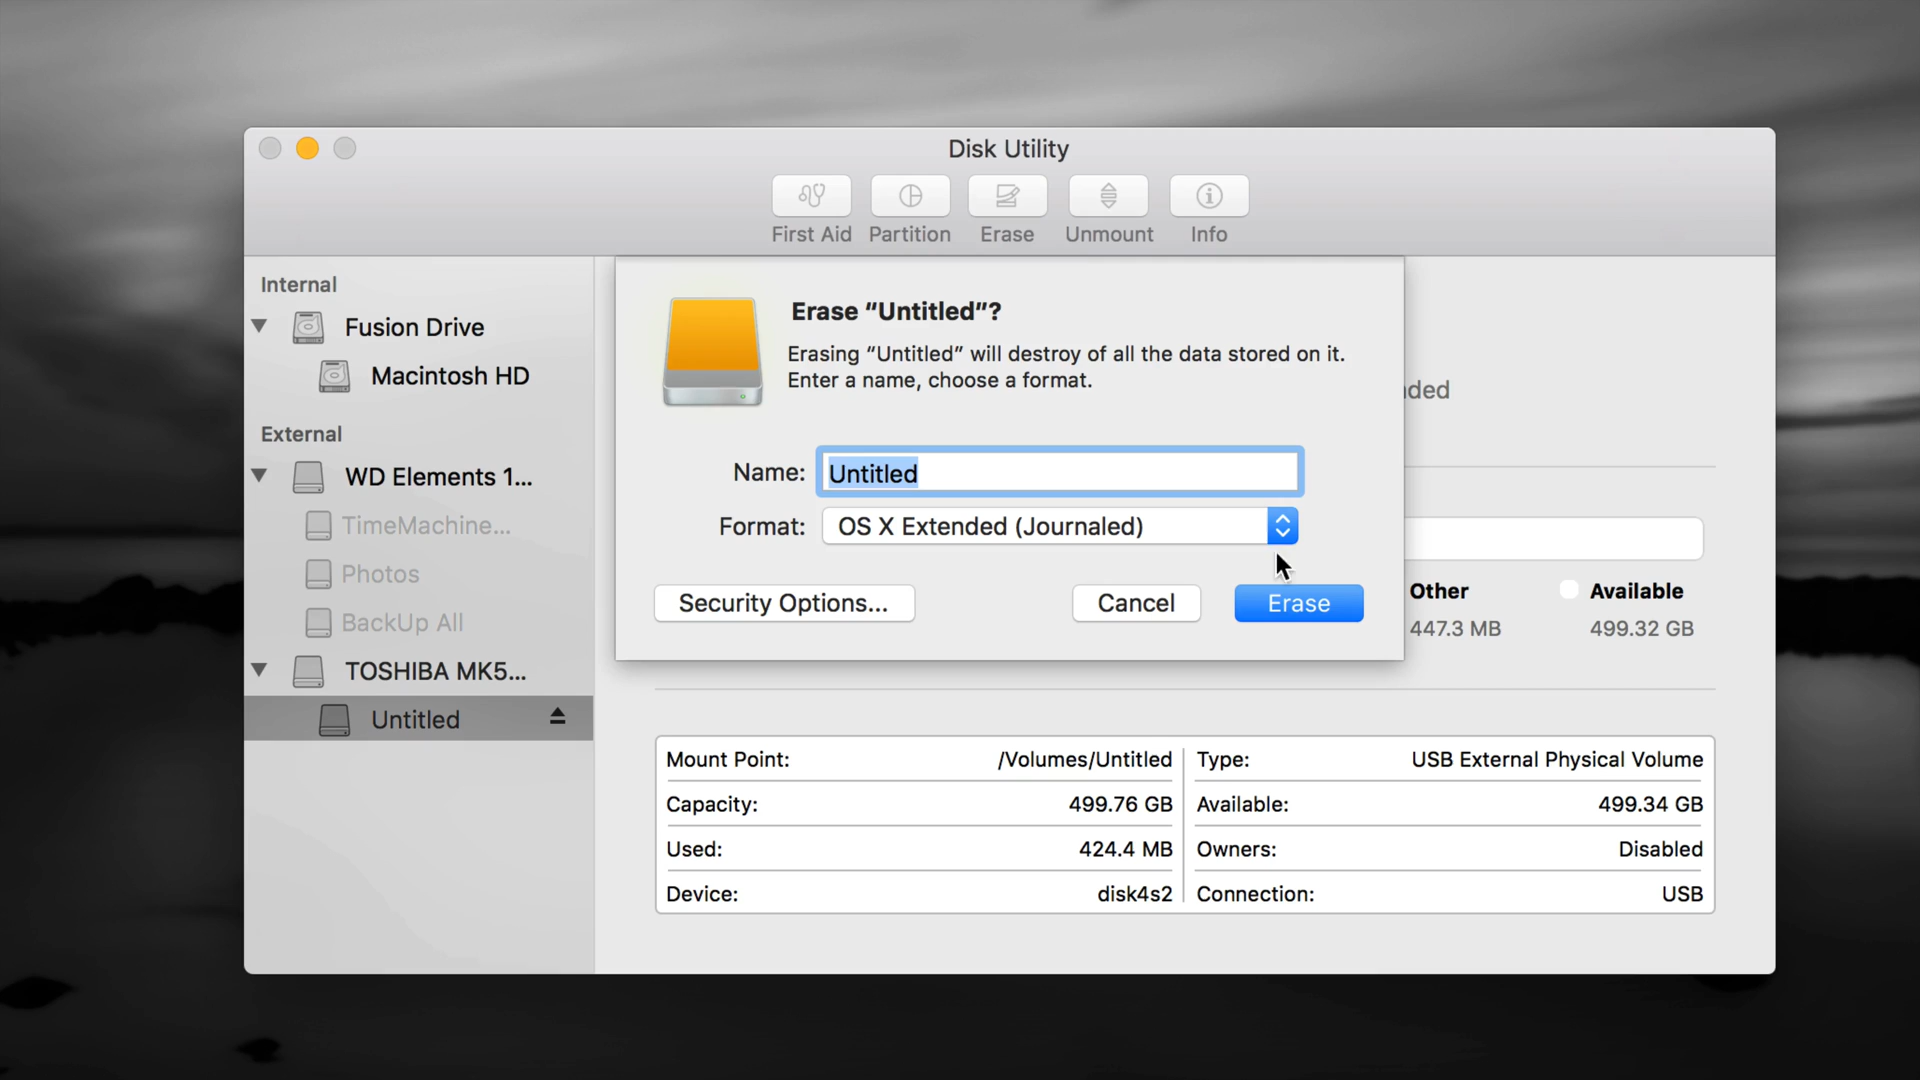 Disk Utility
First Aid
Partition
Erase
Unmount
Info
Internal
Fusion Drive
Macintosh HD
External
WD Elements 1...
TimeMachine...
Photos
BackUp All
TOSHIBA MK5...
Untitled
Erase “Untitled”?
Erasing “Untitled” will destroy of all the data stored on it.
Enter a name, choose a format.
Name: Untitled
Format: OS X Extended (Journaled)
Security Options...
Cancel
Erase
ded
Other
447.3 MB
Available
499.32 GB
Mount Point: /Volumes/Untitled
Capacity: 499.76 GB
Used: 424.4 MB
Device: disk4s2
Type: USB External Physical Volume
Available: 499.34 GB
Owners: Disabled
Connection: USB